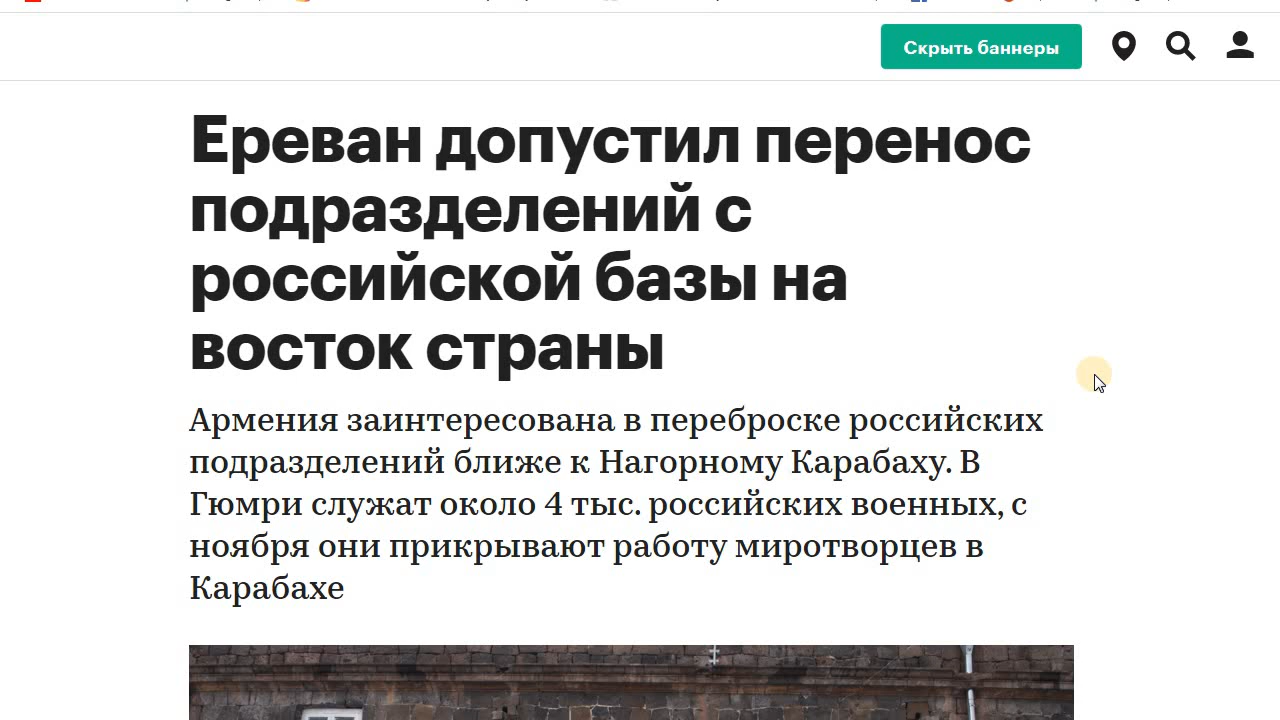 Скрыть баннеры
Ереван допустил перенос
подразделений с
российской базы на
восток страны
Армения заинтересована в переброске российских
подразделений ближе к Нагорному Карабаху. В
Гюмри служат около 4 тыс. российских военных, с
ноября они прикрывают работу миротворцев в
Карабахе